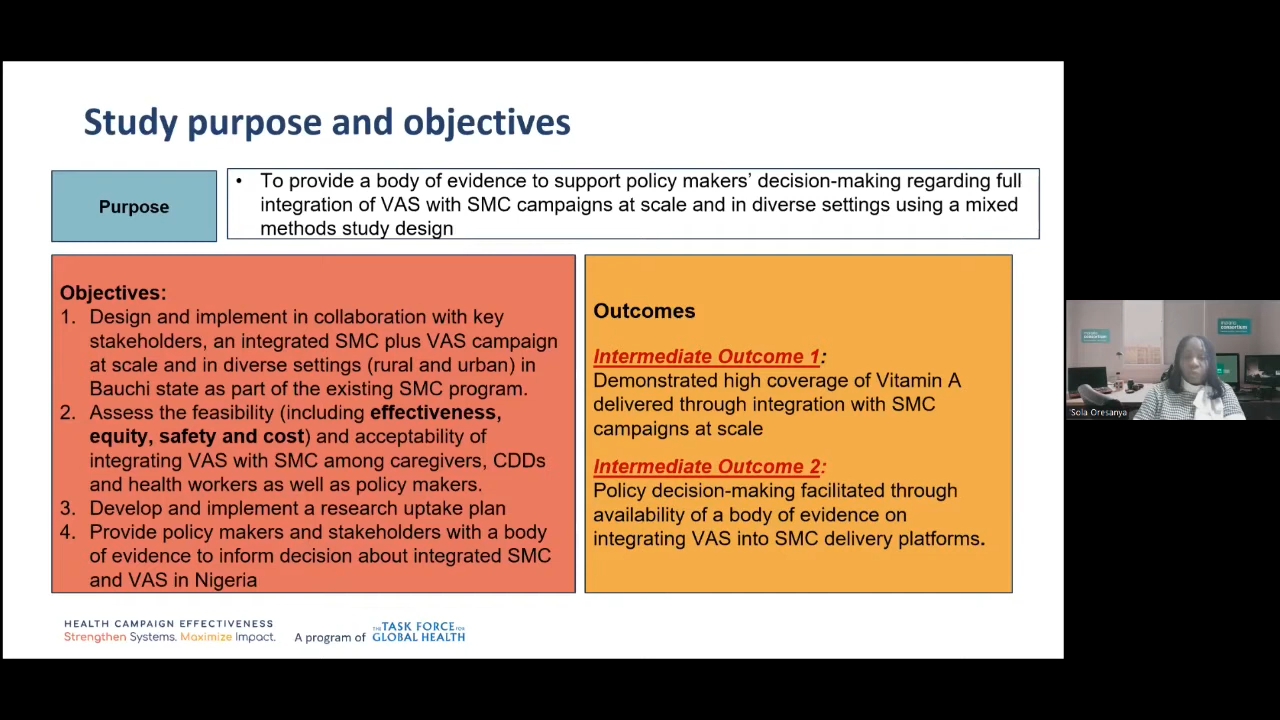 Study purpose and objectives
Purpose
• To provide a body of evidence to support policy makers’ decision-making regarding full
integration of VAS with SMC campaigns at scale and in diverse settings using a mixed
methods study design
Objectives:
1. Design and implement in collaboration with key
stakeholders, an integrated SMC plus VAS campaign
at scale and in diverse settings (rural and urban) in
Bauchi state as part of the existing SMC program.
2. Assess the feasibility (including effectiveness,
equity, safety and cost) and acceptability of
integrating VAS with SMC among caregivers, CDDs
and health workers as well as policy makers.
3. Develop and implement a research uptake plan
4. Provide policy makers and stakeholders with a body
of evidence to inform decision about integrated SMC
and VAS in Nigeria
Outcomes
Intermediate Outcome 1:
Demonstrated high coverage of Vitamin A
delivered through integration with SMC
campaigns at scale
Intermediate Outcome 2:
Policy decision-making facilitated through
availability of a body of evidence on
integrating VAS into SMC delivery platforms.
HEALTH CAMPAIGN EFFECTIVENESS
Strengthen Systems. Maximize Impact.
A program of
THE TASK FORCE FOR
GLOBAL HEALTH
malaria
consortium
Sola Oresanya